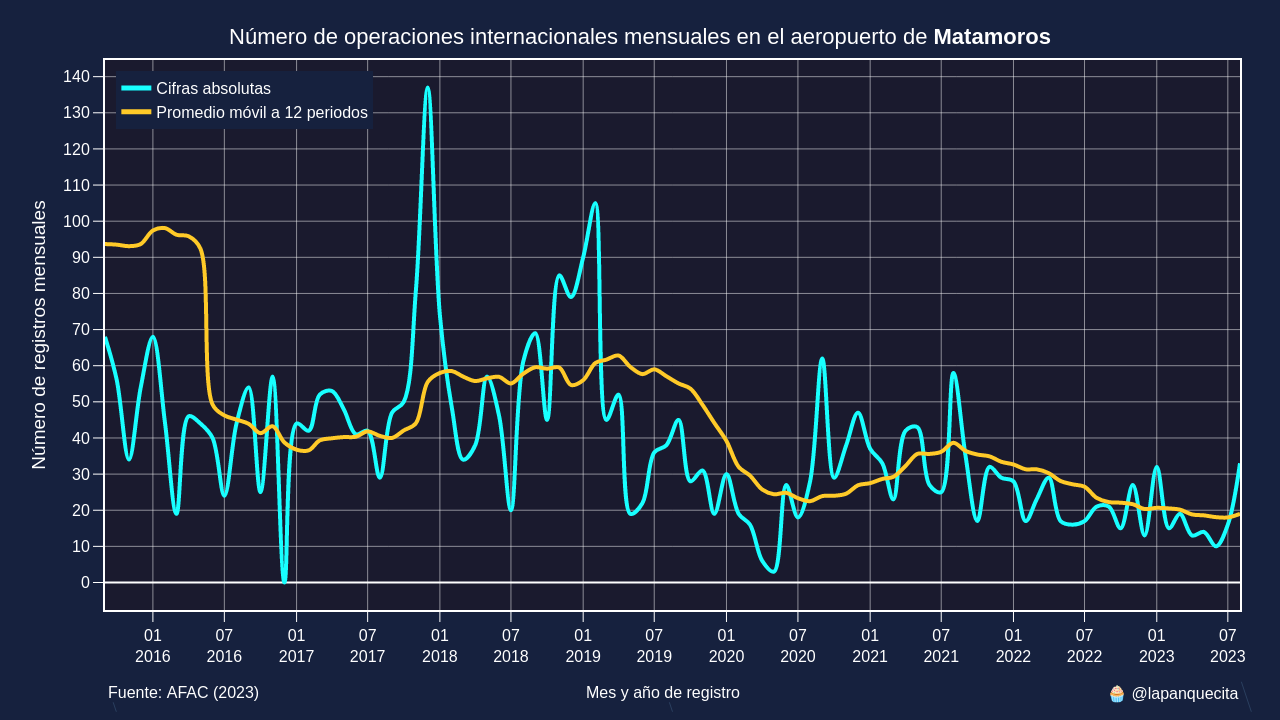 Número de operaciones internacionales mensuales en el aeropuerto de Matamoros
Cifras absolutas
Promedio móvil a 12 periodos
Número de registros mensuales
140
130
120
110
100
90
80
70
60
50
40
30
20
10
0
01 07 01 07 01 07 01 07 01 07 01 07 01 07 01 07
2016 2016 2017 2017 2018 2018 2019 2019 2020 2020 2021 2021 2022 2022 2023 2023
Fuente: AFAC (2023) Mes y año de registro 🧁 @lapanquecita